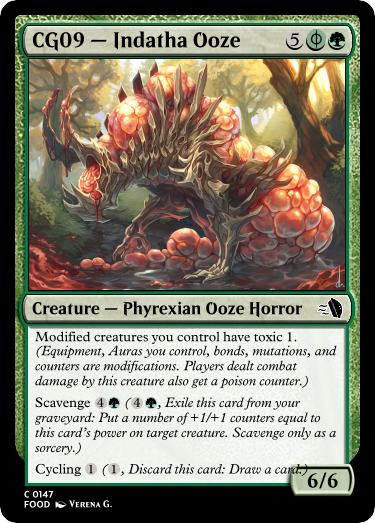 CG09 — Indatha Ooze 5
Creature — Phyrexian Ooze Horror
Modified creatures you control have toxic 1.
(Equipment, Auras you control, bonds, mutations, and
counters are modifications. Players dealt combat
damage by this creature also get a poison counter.)
Scavenge 4 (4, Exile this card from your
graveyard: Put a number of +1/+1 counters equal to
this card's power on target creature. Scavenge only as a
sorcery.)
Cycling 1 (1, Discard this card: Draw a card.)
6/6
C 0147
FOOD VERENA G.